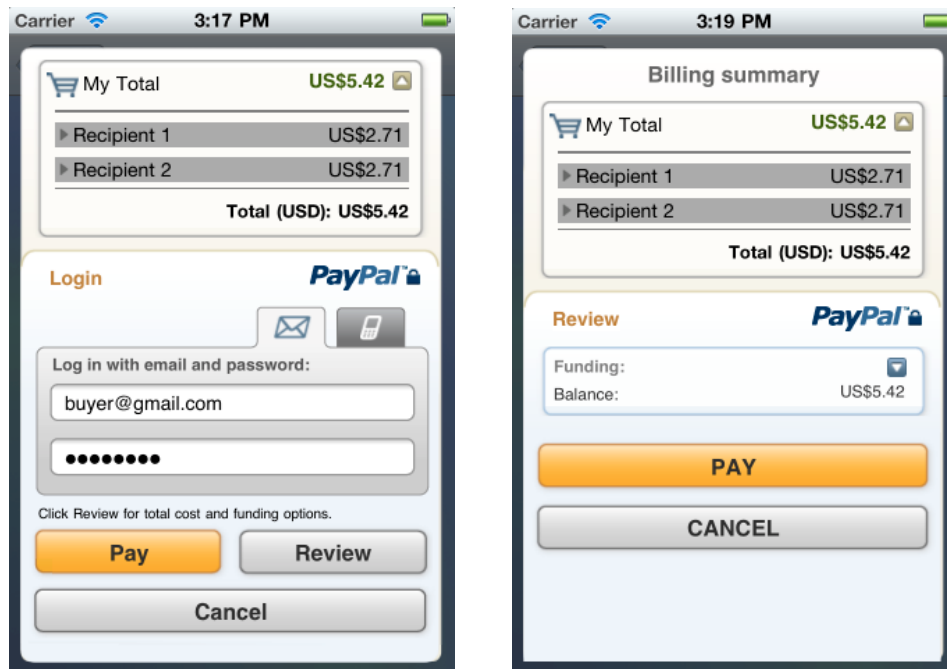 Carrier 3:17 PM
My Total US$5.42
Recipient 1 US$2.71
Recipient 2 US$2.71
Total (USD): US$5.42
Login PayPal™
Log in with email and password:
buyer@gmail.com
●●●●●●●●
Click Review for total cost and funding options.
Pay Review
Cancel
Carrier 3:19 PM
Billing summary
My Total US$5.42
Recipient 1 US$2.71
Recipient 2 US$2.71
Total (USD): US$5.42
Review PayPal™
Funding:
Balance: US$5.42
PAY
CANCEL